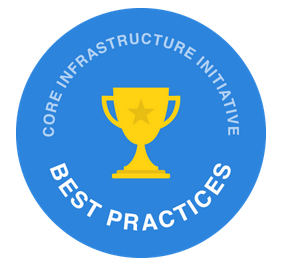 CORE INFRASTRUCTURE INITIATIVE
BEST PRACTICES